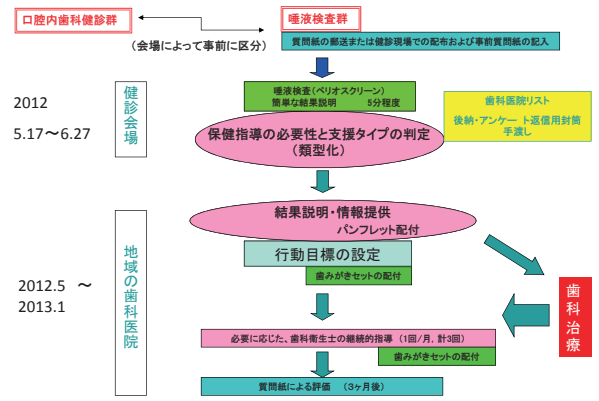 口腔内歯科健診群
唾液検査群
(会場によって事前に区分)
質問紙の郵送または健診現場での配布および事前質問紙の記入
2012
5.17～6.27
健診会場
唾液検査(ペリオスクリーン)
簡単な結果説明 5分程度
保健指導の必要性と支援タイプの判定
(類型化)
歯科医院リスト
後納・アンケート返信用封筒
手渡し
2012.5 ～
2013.1
地域の歯科医院
結果説明・情報提供
パンフレット配付
行動目標の設定
歯みがきセットの配付
歯科治療
必要に応じた、歯科衛生士の継続的指導 (1回/月, 計3回)
歯みがきセットの配付
質問紙による評価 (3ヶ月後)